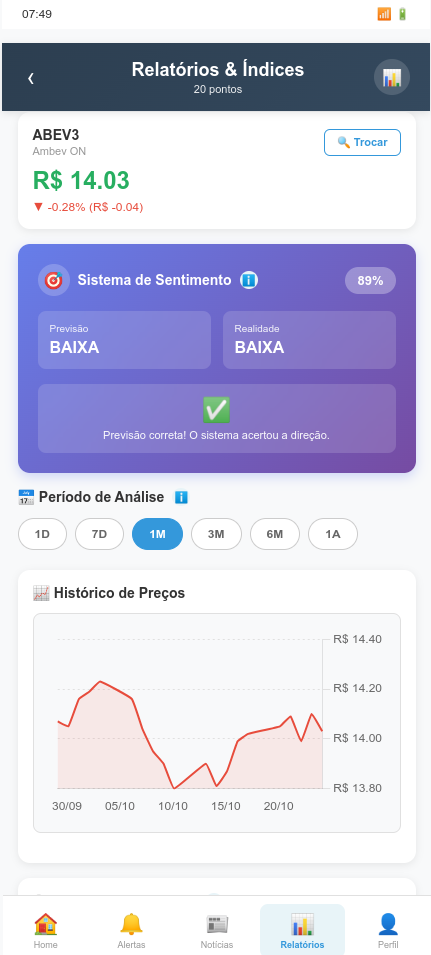 07:49
Relatórios & Índices
20 pontos
ABEV3
Ambev ON
🔍 Trocar
R$ 14.03
▼ -0.28% (R$ -0.04)
Sistema de Sentimento ℹ️
89%
Previsão
BAIXA
Realidade
BAIXA
Previsão correta! O sistema acertou a direção.
Período de Análise ℹ️
1D 7D 1M 3M 6M 1A
Histórico de Preços
R$ 14.40
R$ 14.20
R$ 14.00
R$ 13.80
30/09 05/10 10/10 15/10 20/10
Home Alertas Notícias Relatórios Perfil